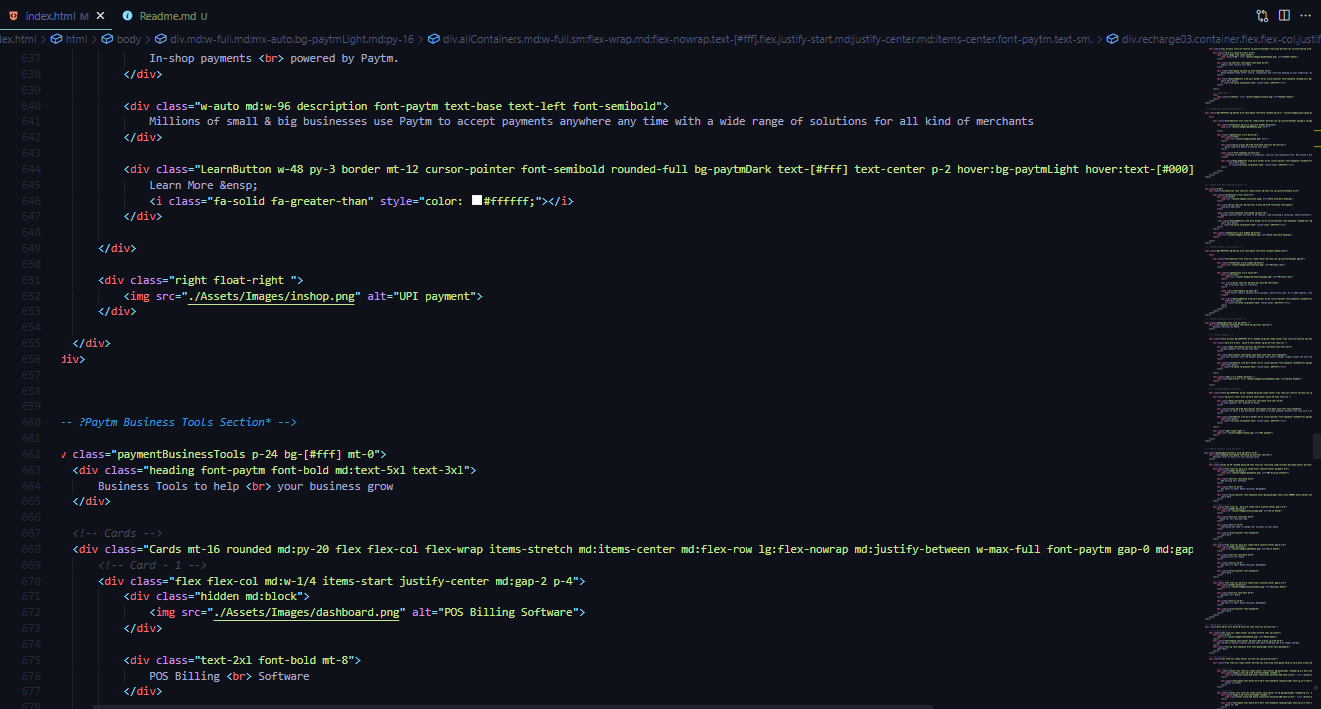 index.html M
Readme.md U
ex.html > html > body > div.md:w-full.md:mx-auto.bg-paytmLight.md:py-16 > div.allContainers.md:w-full.sm:flex-wrap.md:flex-nowrap.text-[#fff].flex.justify-start.md:justify-center.md:items-center.font-paytm.text-sm. > div.recharge03.container.flex.flex-col.justif
637 In-shop payments <br> powered by Paytm.
638 </div>
639
640 <div class="w-auto md:w-96 description font-paytm text-base text-left font-semibold">
641 Millions of small & big businesses use Paytm to accept payments anywhere any time with a wide range of solutions for all kind of merchants
642 </div>
643
644 <div class="LearnButton w-48 py-3 border mt-12 cursor-pointer font-semibold rounded-full bg-paytmDark text-[#fff] text-center p-2 hover:bg-paytmLight hover:text-[#000]
645 Learn More &ensp;
646 <i class="fa-solid fa-greater-than" style="color: #ffffff;"></i>
647 </div>
648
649 </div>
650
651 <div class="right float-right ">
652 <img src="./Assets/Images/inshop.png" alt="UPI payment">
653 </div>
654
655 </div>
656 div>
657
658
659
660 -- ?Paytm Business Tools Section* -->
661
662 v class="paymentBusinessTools p-24 bg-[#fff] mt-0">
663 <div class="heading font-paytm font-bold md:text-5xl text-3xl">
664 Business Tools to help <br> your business grow
665 </div>
666
667 <!-- Cards -->
668 <div class="Cards mt-16 rounded md:py-20 flex flex-col flex-wrap items-stretch md:items-center md:flex-row lg:flex-nowrap md:justify-between w-max-full font-paytm gap-0 md:gap
669 <!-- Card - 1 -->
670 <div class="flex flex-col md:w-1/4 items-start justify-center md:gap-2 p-4">
671 <div class="hidden md:block">
672 <img src="./Assets/Images/dashboard.png" alt="POS Billing Software">
673 </div>
674
675 <div class="text-2xl font-bold mt-8">
676 POS Billing <br> Software
677 </div>
678